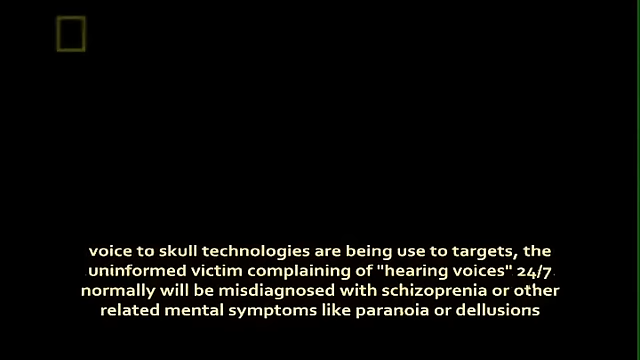 voice to skull technologies are being use to targets, the
uninformed victim complaining of "hearing voices" 24/7
normally will be misdiagnosed with schizoprenia or other
related mental symptoms like paranoia or dellusions